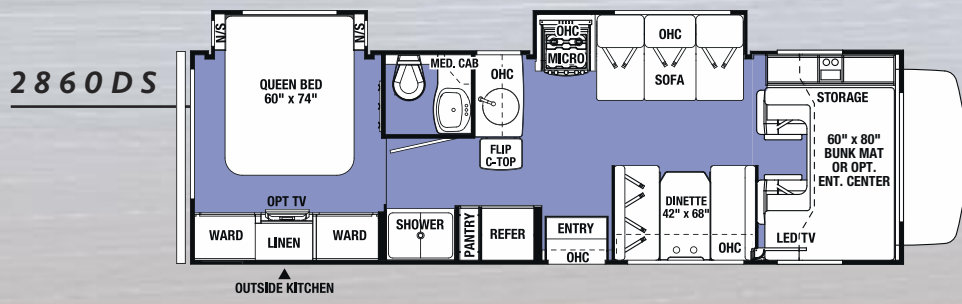 2860DS
N/S
N/S
QUEEN BED
60" x 74"
MED. CAB
OHC
OHC
MICRO
OHC
SOFA
STORAGE
60" x 80"
BUNK MAT
OR OPT.
ENT. CENTER
FLIP
C-TOP
OPT TV
WARD
LINEN
WARD
SHOWER
PANTRY
REFER
ENTRY
OHC
DINETTE
42" x 68"
OHC
LED TV
OUTSIDE KITCHEN